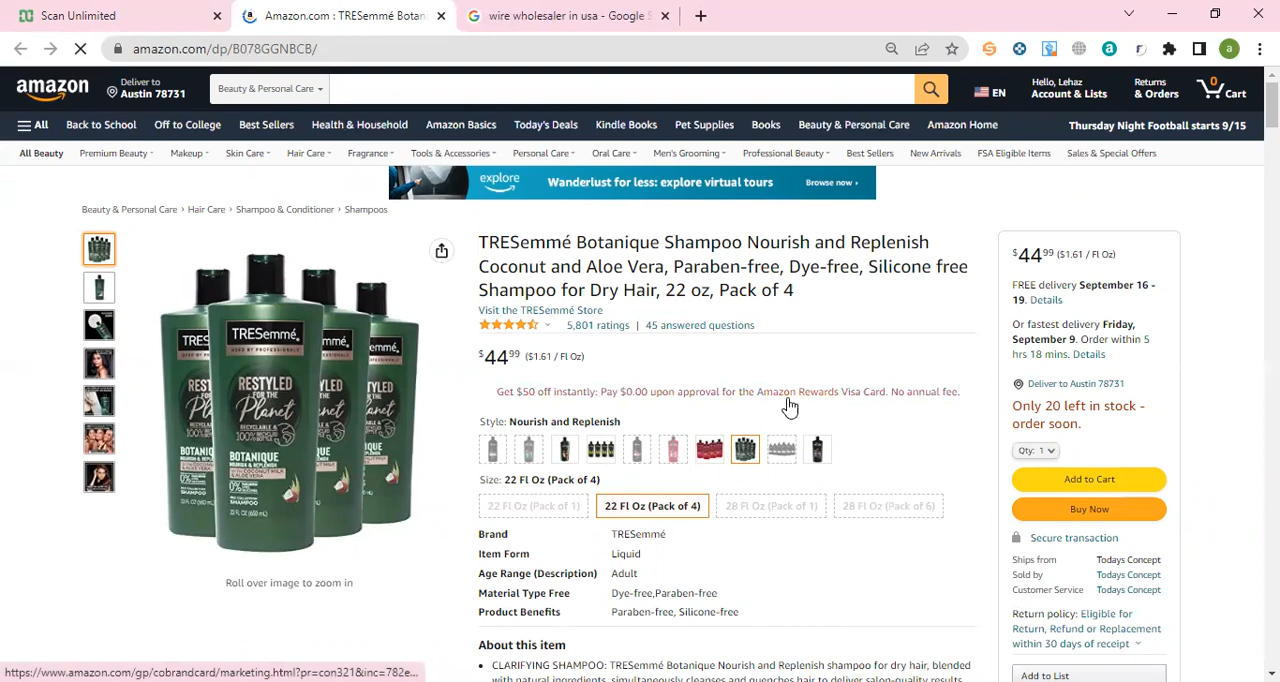 Scan Unlimited
Amazon.com : TRESemmé Botan
wire wholesaler in usa - Google S
amazon.com/dp/B078GGNBCB/
amazon
Deliver to
Austin 78731
Beauty & Personal Care
EN
Hello, Lehaz
Account & Lists
Returns
& Orders
0
Cart
All
Back to School
Off to College
Best Sellers
Health & Household
Amazon Basics
Today's Deals
Kindle Books
Pet Supplies
Books
Beauty & Personal Care
Amazon Home
Thursday Night Football starts 9/15
All Beauty
Premium Beauty
Makeup
Skin Care
Hair Care
Fragrance
Tools & Accessories
Personal Care
Oral Care
Men's Grooming
Professional Beauty
Best Sellers
New Arrivals
FSA Eligible Items
Sales & Special Offers
explore
Wanderlust for less: explore virtual tours
Browse now ›
Beauty & Personal Care › Hair Care › Shampoo & Conditioner › Shampoos
TRESemmé
USED BY PROFESSIONALS
RESTYLED
FOR THE
Planet
RECYCLABLE &
100% RECYCLED
BOTTLE
BOTANIQUE
NOURISH & REPLENISH
SHAMPOO
Roll over image to zoom in
TRESemmé Botanique Shampoo Nourish and Replenish
Coconut and Aloe Vera, Paraben-free, Dye-free, Silicone free
Shampoo for Dry Hair, 22 oz, Pack of 4
Visit the TRESemmé Store
5,801 ratings | 45 answered questions
$44.99 ($1.61 / Fl Oz)
Get $50 off instantly: Pay $0.00 upon approval for the Amazon Rewards Visa Card. No annual fee.
Style: Nourish and Replenish
Size: 22 Fl Oz (Pack of 4)
22 Fl Oz (Pack of 1)
22 Fl Oz (Pack of 4)
28 Fl Oz (Pack of 1)
28 Fl Oz (Pack of 6)
Brand TRESemmé
Item Form Liquid
Age Range (Description) Adult
Material Type Free Dye-free,Paraben-free
Product Benefits Paraben-free, Silicone-free
About this item
• CLARIFYING SHAMPOO: TRESemmé Botanique Nourish and Replenish shampoo for dry hair, blended
with natural ingredients, simultaneously cleanses and quenches hair to deliver salon-quality results
$44.99 ($1.61 / Fl Oz)
FREE delivery September 16 -
19. Details
Or fastest delivery Friday,
September 9. Order within 5
hrs 18 mins. Details
Deliver to Austin 78731
Only 20 left in stock -
order soon.
Qty: 1
Add to Cart
Buy Now
Secure transaction
Ships from Todays Concept
Sold by Todays Concept
Customer Service Todays Concept
Return policy: Eligible for
Return, Refund or Replacement
within 30 days of receipt
Add to List
https://www.amazon.com/gp/cobrandcard/marketing.html?pr=con321&inc=782e...